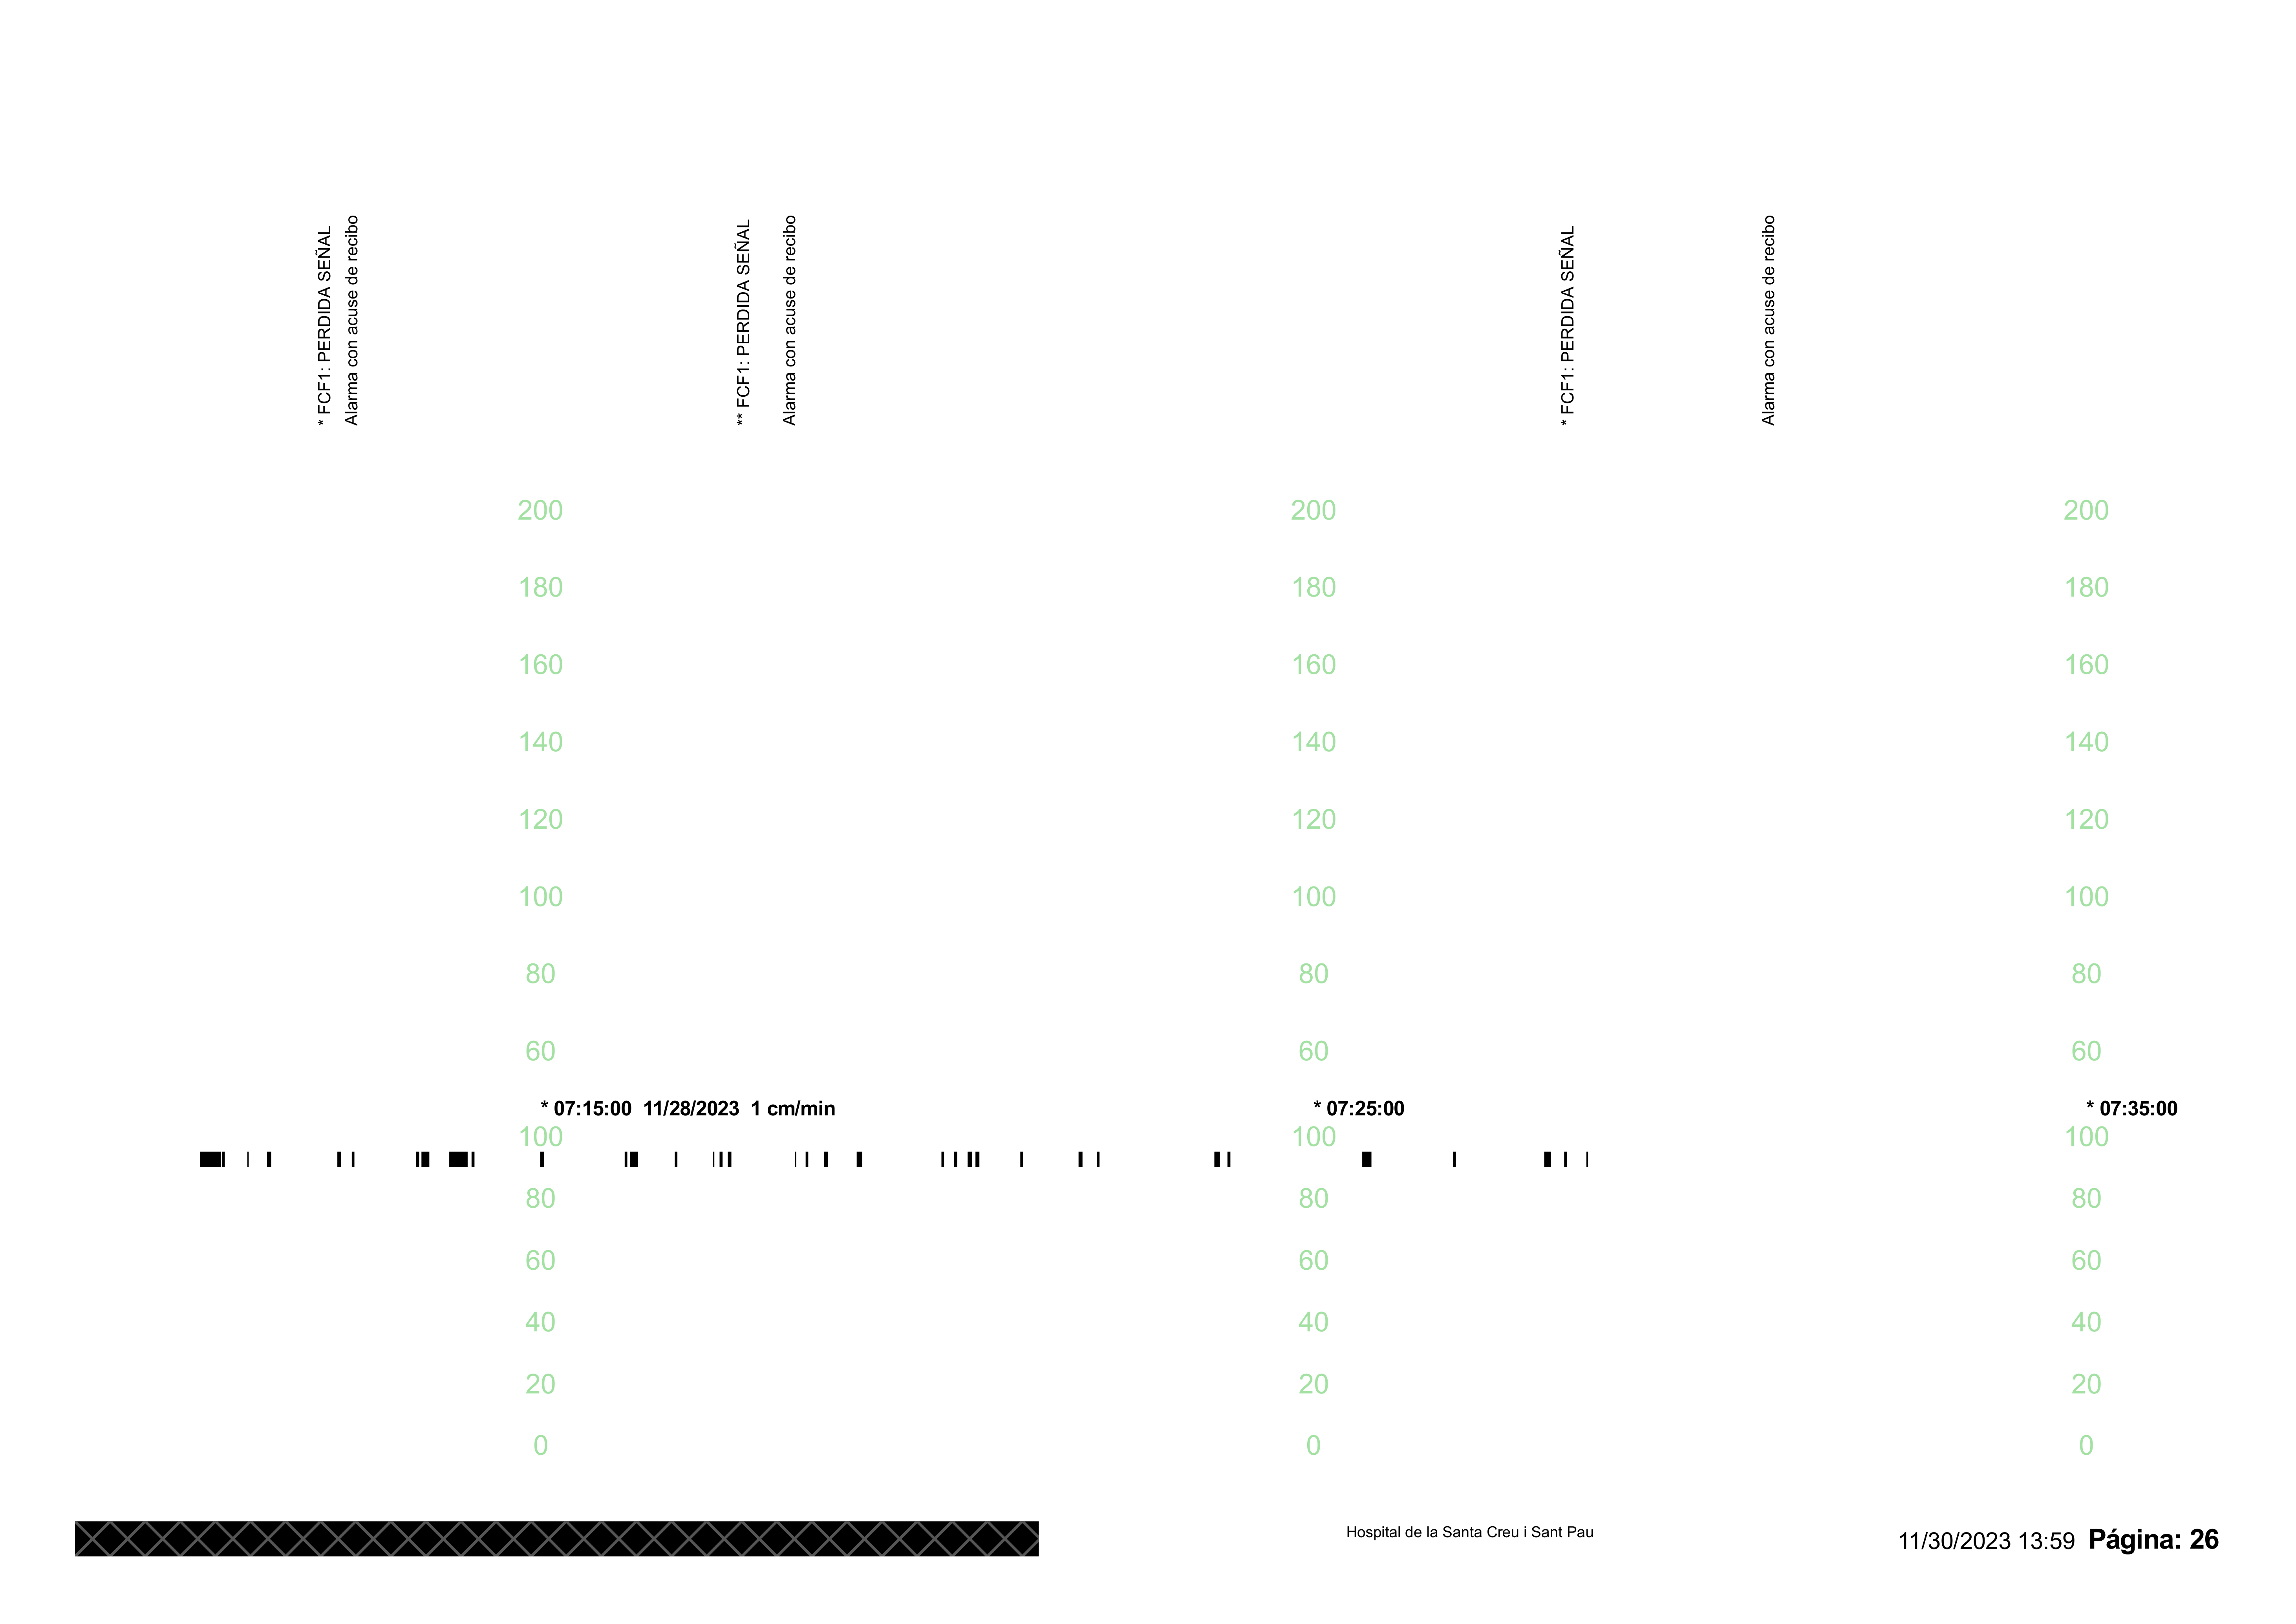 * FCF1: PERDIDA SEÑAL
Alarma con acuse de recibo
** FCF1: PERDIDA SEÑAL
Alarma con acuse de recibo
* FCF1: PERDIDA SEÑAL
Alarma con acuse de recibo
200 200 200
180 180 180
160 160 160
140 140 140
120 120 120
100 100 100
80 80 80
60 60 60
* 07:15:00 11/28/2023 1 cm/min * 07:25:00 * 07:35:00
100 100 100
80 80 80
60 60 60
40 40 40
20 20 20
0 0 0
Hospital de la Santa Creu i Sant Pau
11/30/2023 13:59 Página: 26